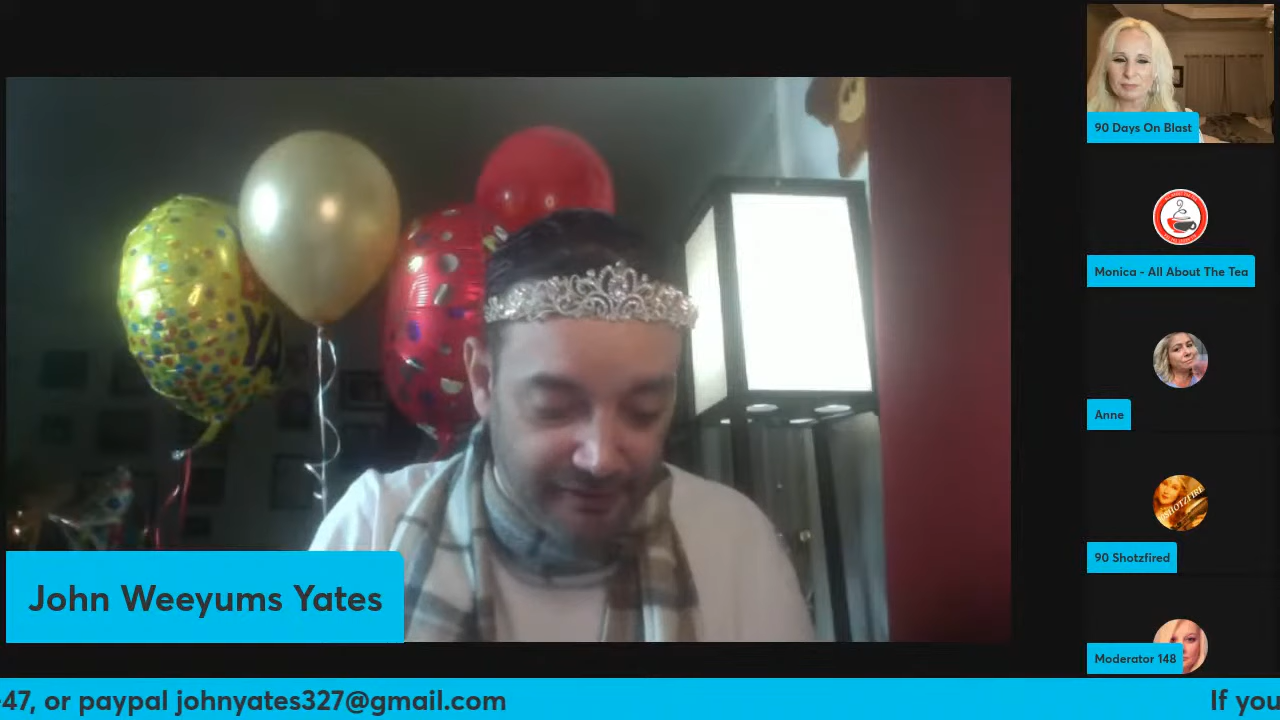 90 Days On Blast
Monica - All About The Tea
Anne
90 Shotzfired
Moderator 148
John Weeyums Yates
-47, or paypal johnyates327@gmail.com
If you